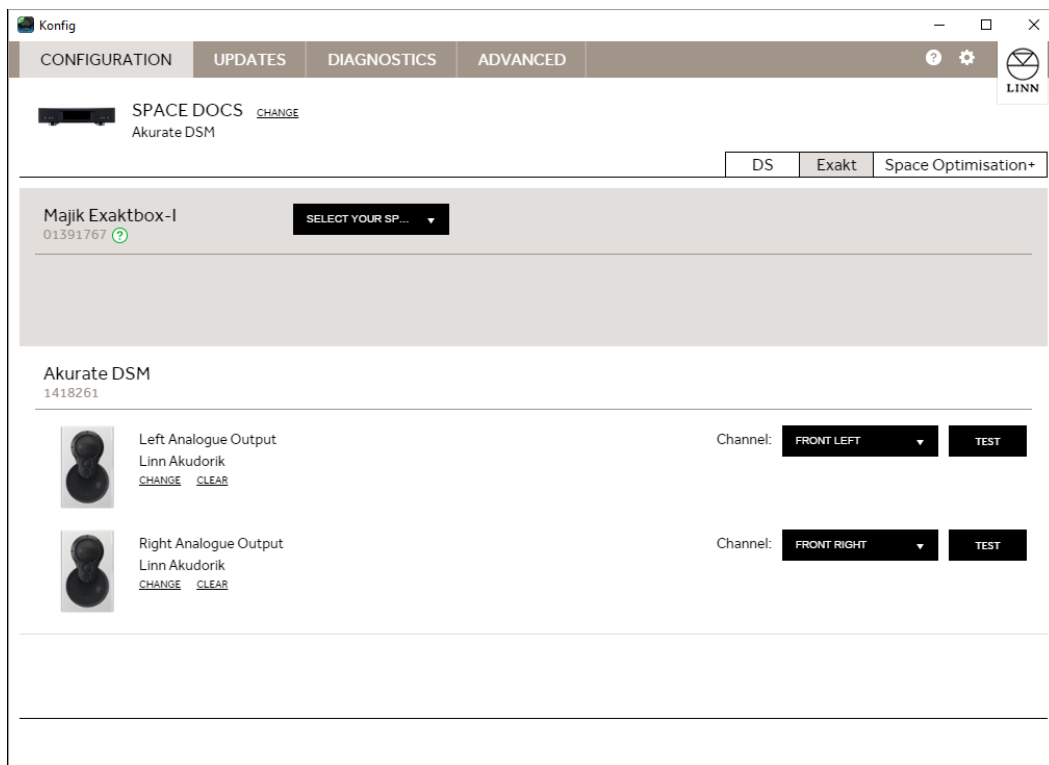 Konfig
CONFIGURATION UPDATES DIAGNOSTICS ADVANCED ?
LINN
SPACE DOCS CHANGE
Akurate DSM
DS Exakt Space Optimisation+
Majik Exaktbox-I SELECT YOUR SP...
01391767 ?
Akurate DSM
1418261
Left Analogue Output Channel: FRONT LEFT TEST
Linn Akudorik
CHANGE CLEAR
Right Analogue Output Channel: FRONT RIGHT TEST
Linn Akudorik
CHANGE CLEAR